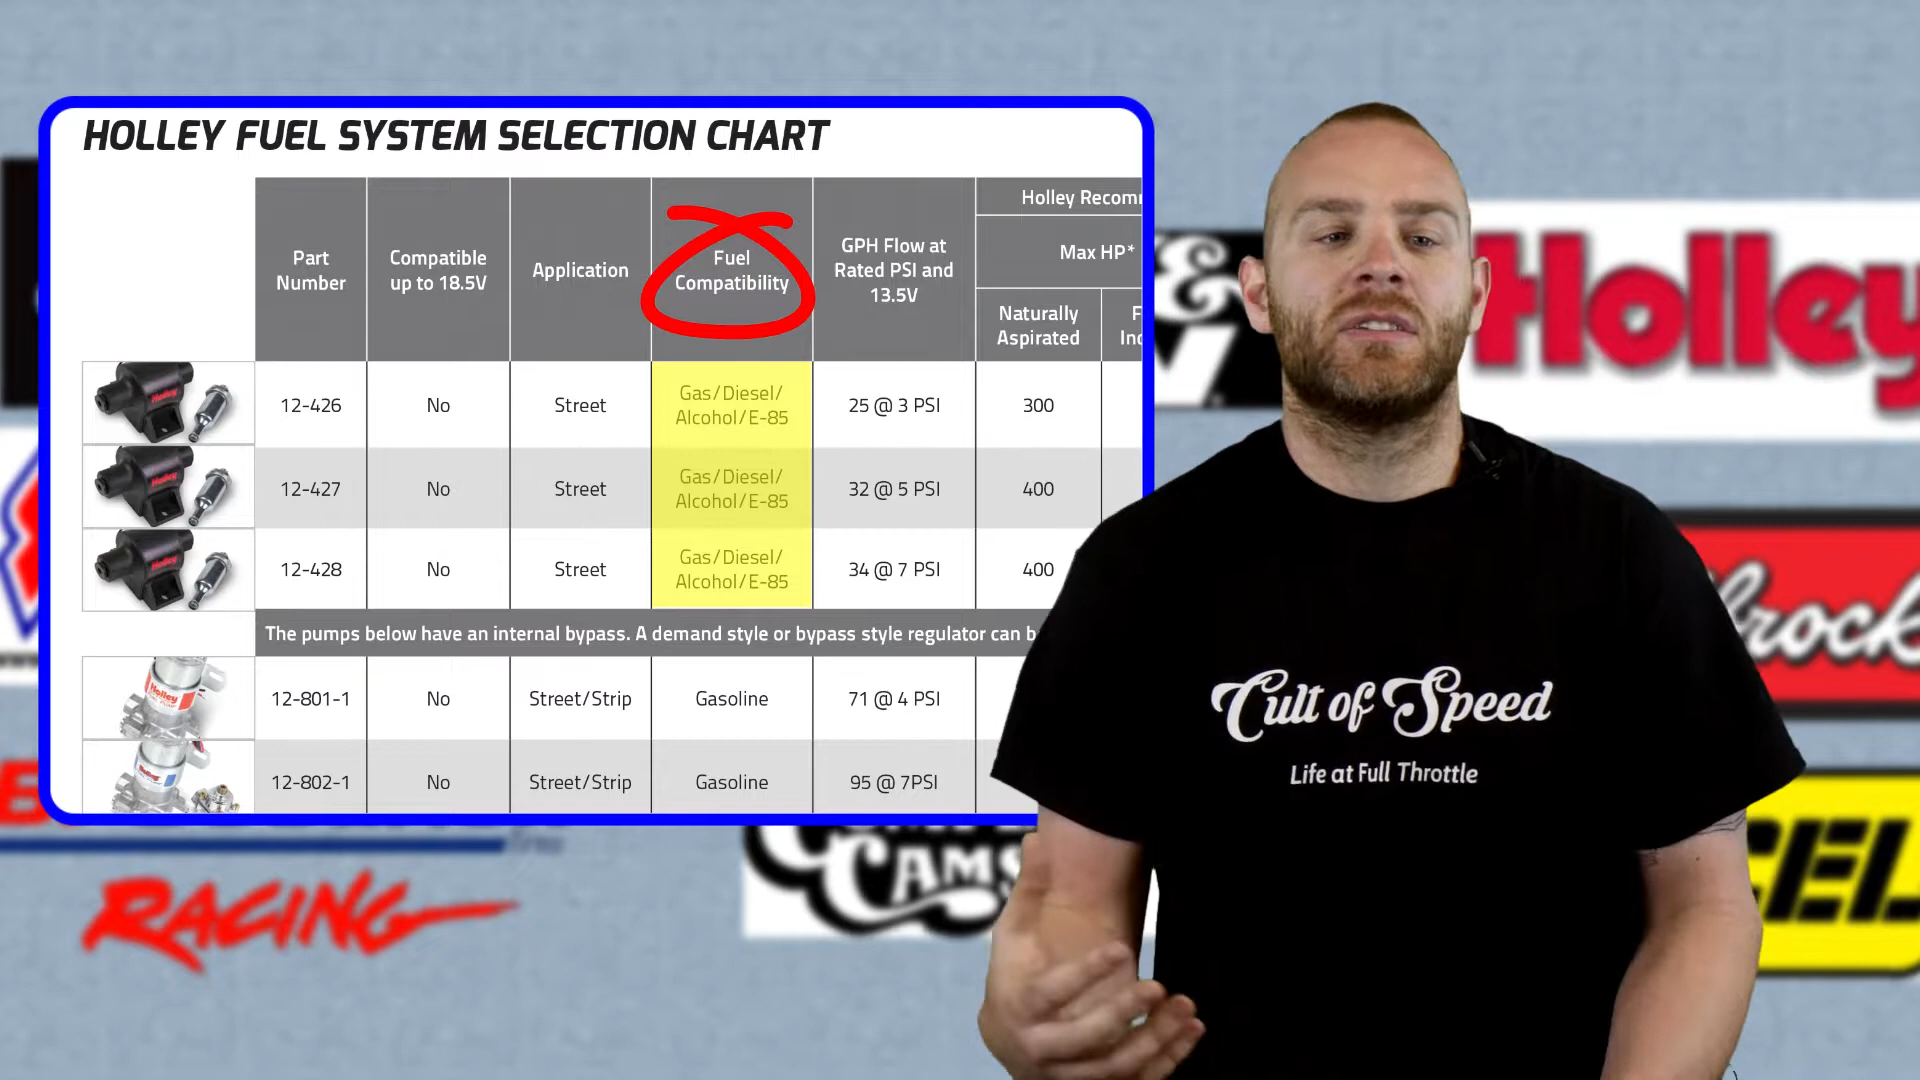 HOLLEY FUEL SYSTEM SELECTION CHART
Holley Recom
Part Number
Compatible up to 18.5V
Application
Fuel Compatibility
GPH Flow at Rated PSI and 13.5V
Max HP*
Naturally Aspirated
12-426 No Street Gas/Diesel/Alcohol/E-85 25 @ 3 PSI 300
12-427 No Street Gas/Diesel/Alcohol/E-85 32 @ 5 PSI 400
12-428 No Street Gas/Diesel/Alcohol/E-85 34 @ 7 PSI 400
The pumps below have an internal bypass. A demand style or bypass style regulator can b
12-801-1 No Street/Strip Gasoline 71 @ 4 PSI
12-802-1 No Street/Strip Gasoline 95 @ 7PSI
Holley
Cult of Speed
Life at Full Throttle
CAMS
RACING